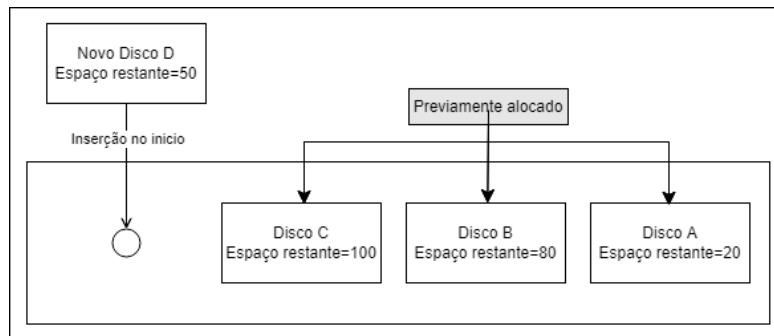 Novo Disco D
Espaço restante=50
Previamente alocado
Inserção no inicio
Disco C
Espaço restante=100
Disco B
Espaço restante=80
Disco A
Espaço restante=20